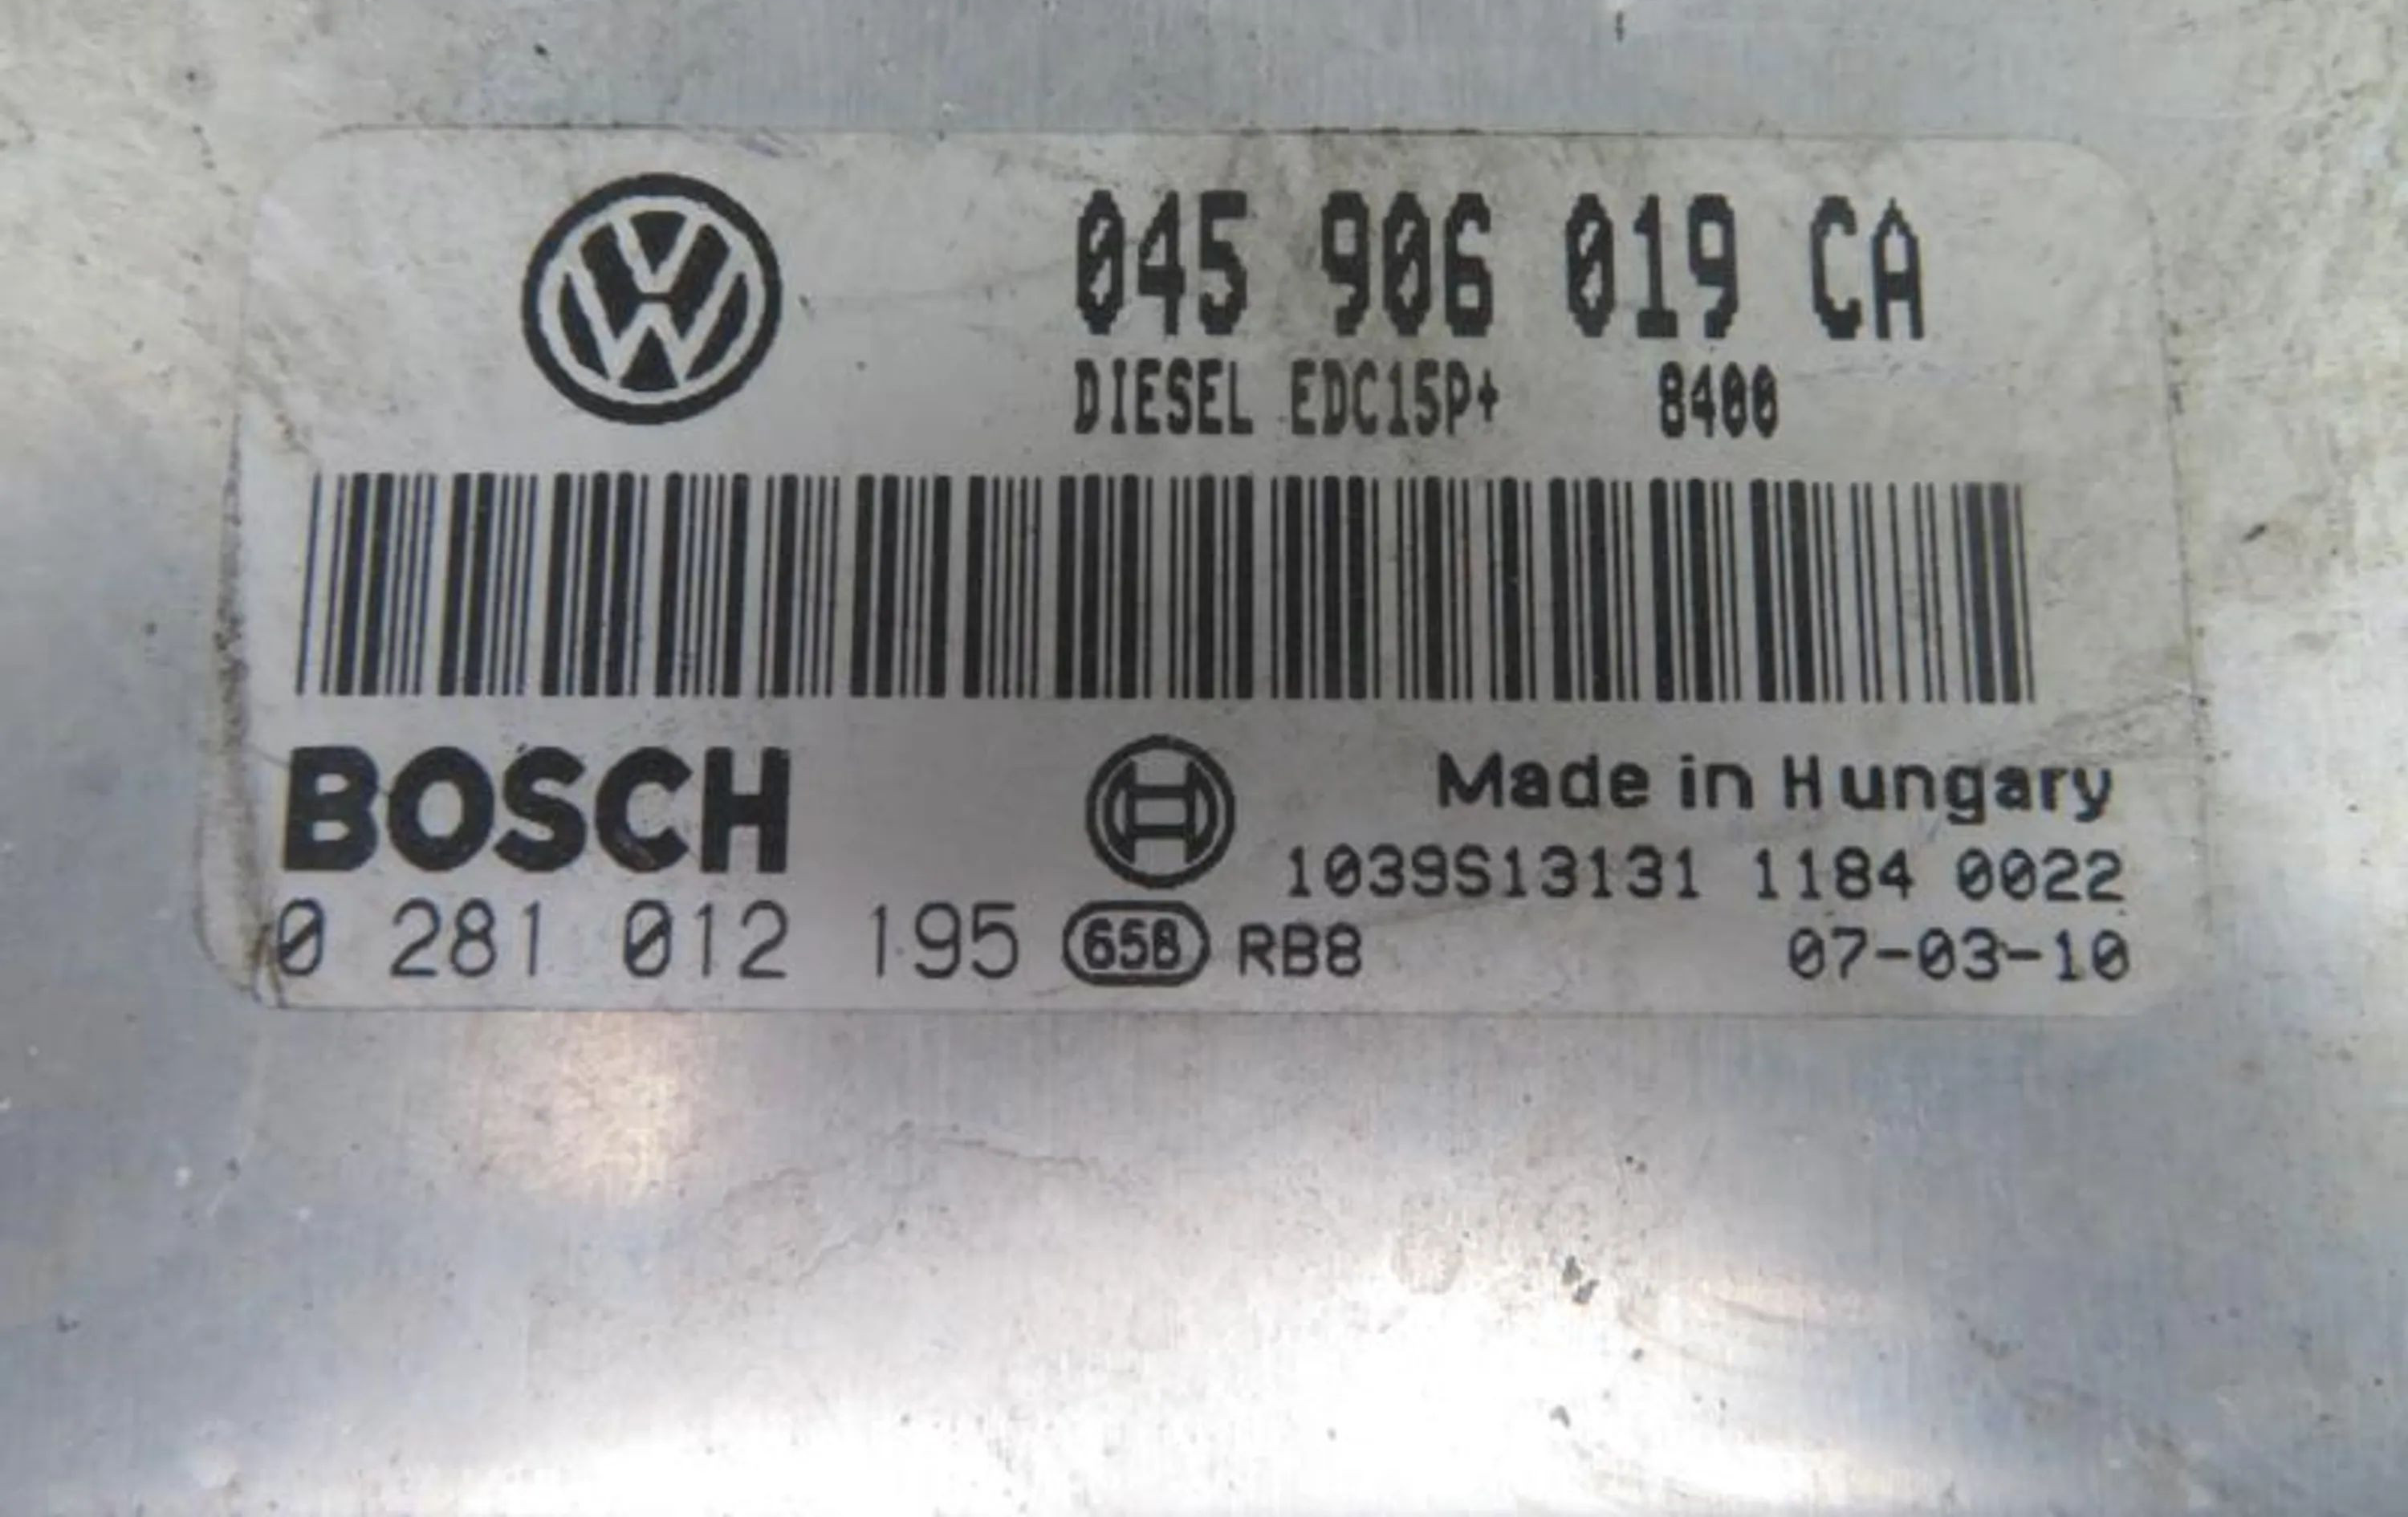 045 906 019 CA
DIESEL EDC15P+ 8400
BOSCH
Made in Hungary
1039S13131 1184 0022
0 281 012 195 658 RB8 07-03-10